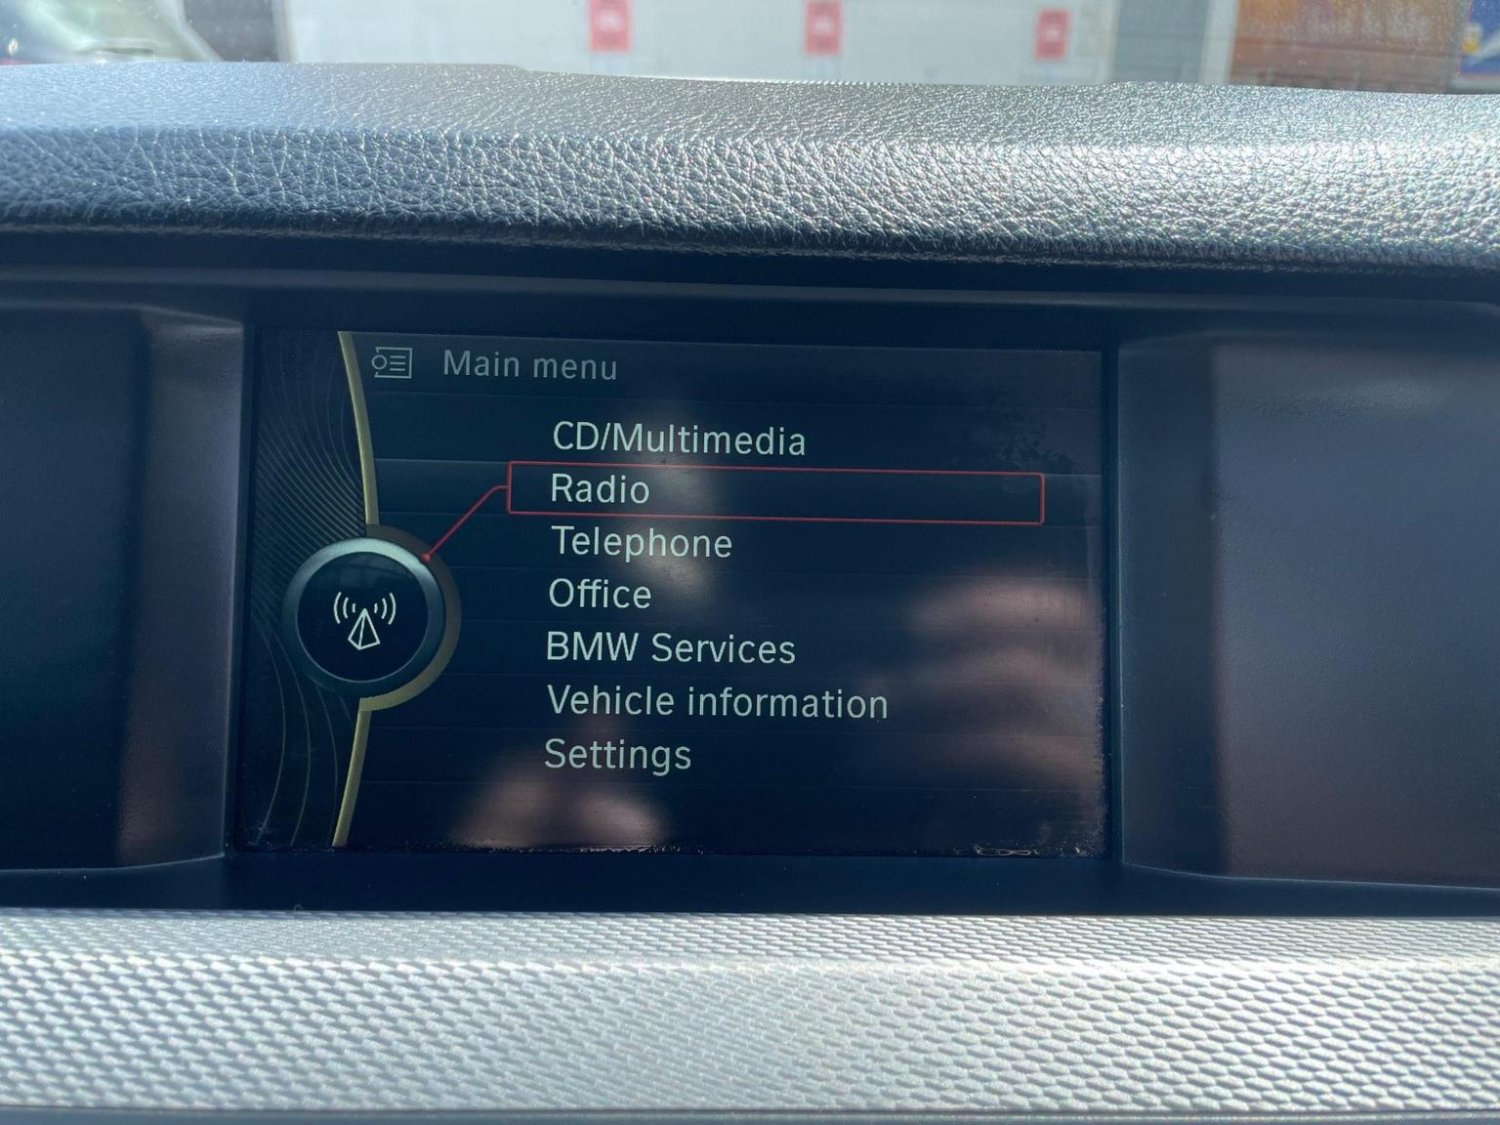 Main menu
CD/Multimedia
Radio
Telephone
Office
BMW Services
Vehicle information
Settings